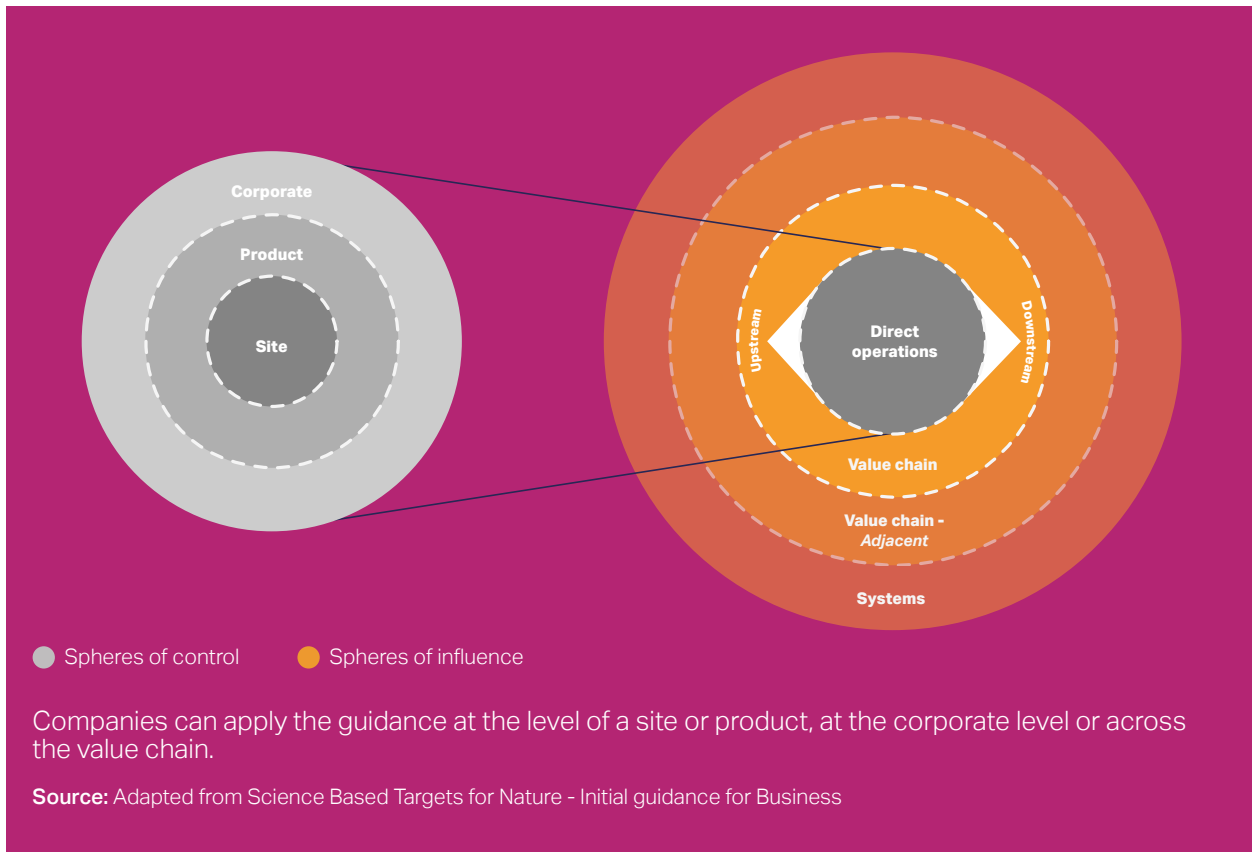 Corporate
Product
Site
Upstream
Direct
operations
Downstream
Value chain
Value chain -
Adjacent
Systems
Spheres of control
Spheres of influence
Companies can apply the guidance at the level of a site or product, at the corporate level or across
the value chain.
Source: Adapted from Science Based Targets for Nature - Initial guidance for Business